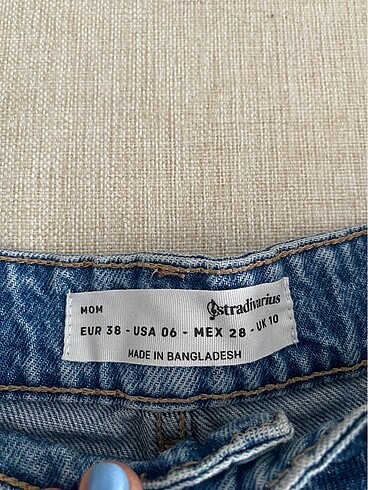 MOM
stradivarius
EUR 38 - USA 06 - MEX 28 - UK 10
MADE IN BANGLADESH